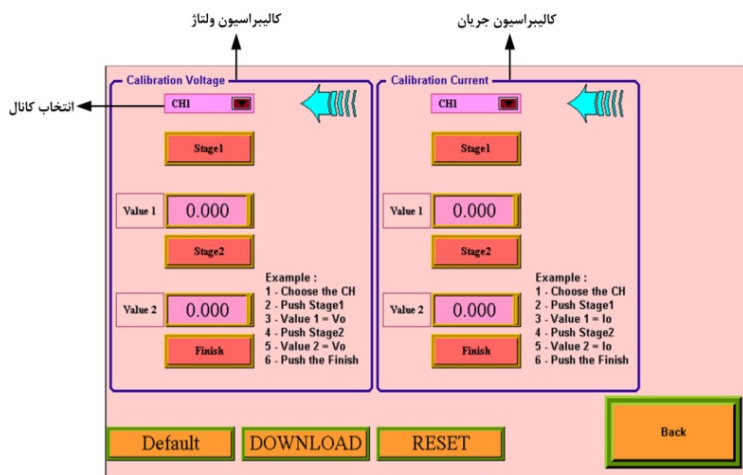 کالیبراسیون ولتاژ
کالیبراسیون جریان
انتخاب کانال
Calibration Voltage
CH1
Stage1
Value 1
0.000
Stage2
Value 2
0.000
Finish
Example :
1 - Choose the CH
2 - Push Stage1
3 - Value 1 = Vo
4 - Push Stage2
5 - Value 2 = Vo
6 - Push the Finish
Calibration Current
CH1
Stage1
Value 1
0.000
Stage2
Value 2
0.000
Finish
Example :
1 - Choose the CH
2 - Push Stage1
3 - Value 1 = Io
4 - Push Stage2
5 - Value 2 = Io
6 - Push the Finish
Default
DOWNLOAD
RESET
Back